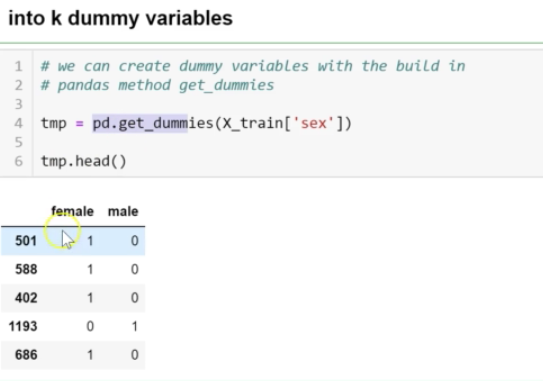 into k dummy variables
1 # we can create dummy variables with the build in
2 # pandas method get_dummies
3
4 tmp = pd.get_dummies(X_train['sex'])
5
6 tmp.head()
female male
501 1 0
588 1 0
402 1 0
1193 0 1
686 1 0